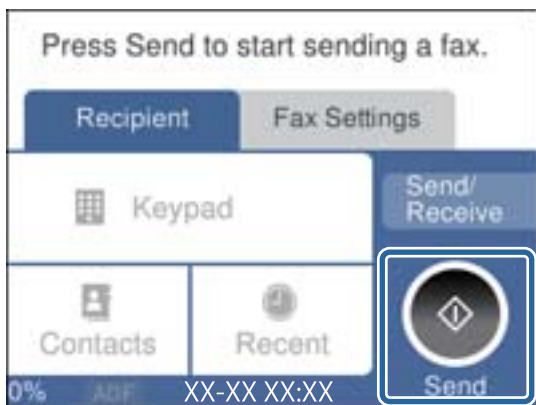 Press Send to start sending a fax.
Recipient
Fax Settings
Keypad
Send/
Receive
Contacts
Recent
0%
ADF
XX-XX XX:XX
Send